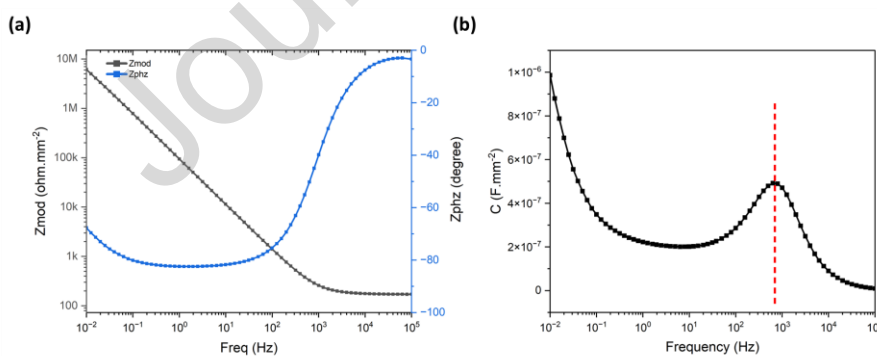 (a)
Zmod
Zphz
10M
1M
100k
10k
1k
100
Zmod (ohm.mm⁻²)
0
−20
−40
−60
−80
−100
Zphz (degree)
10⁻² 10⁻¹ 10⁰ 10¹ 10² 10³ 10⁴ 10⁵
Freq (Hz)
(b)
1×10⁻⁶
8×10⁻⁷
6×10⁻⁷
4×10⁻⁷
2×10⁻⁷
0
C (F.mm⁻²)
10⁻² 10⁻¹ 10⁰ 10¹ 10² 10³ 10⁴
Frequency (Hz)
Jou